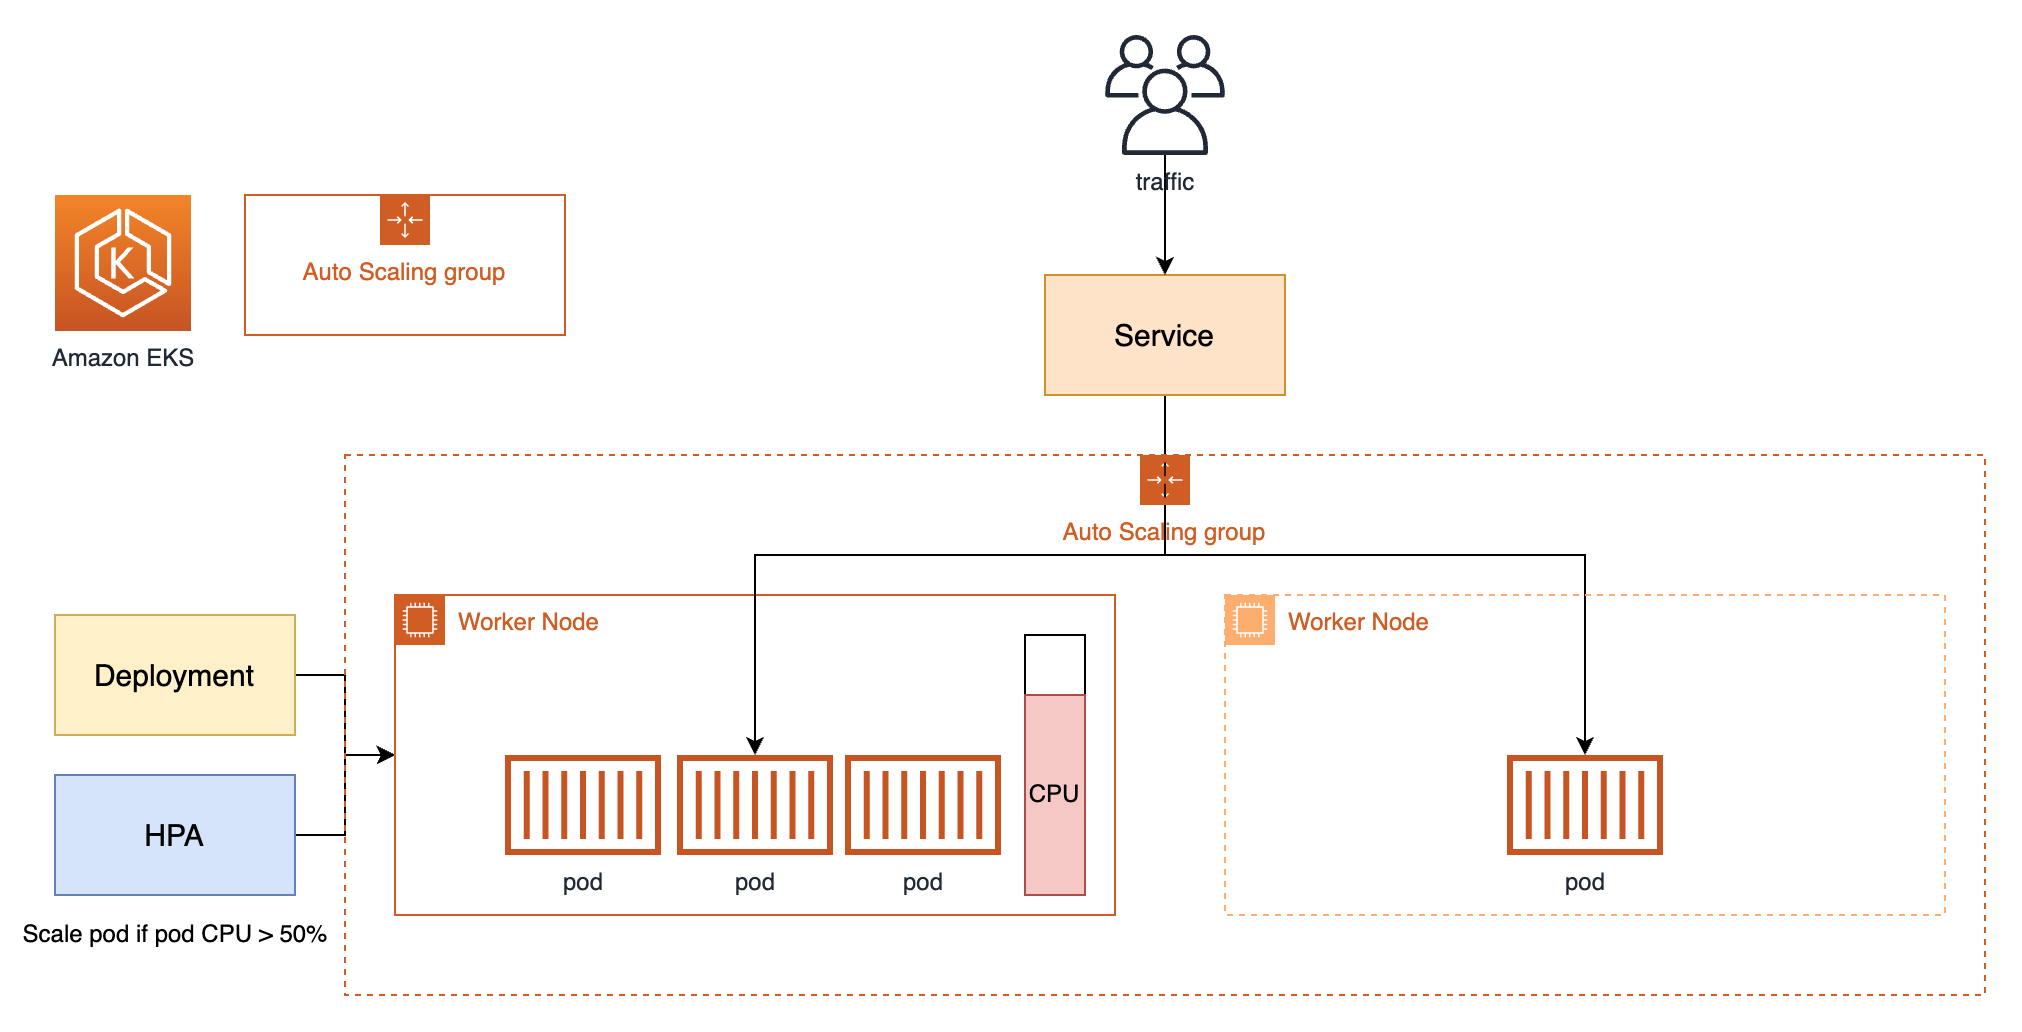 traffic
Amazon EKS
Auto Scaling group
Service
Auto Scaling group
Deployment
HPA
Scale pod if pod CPU > 50%
Worker Node
pod
pod
pod
CPU
Worker Node
pod